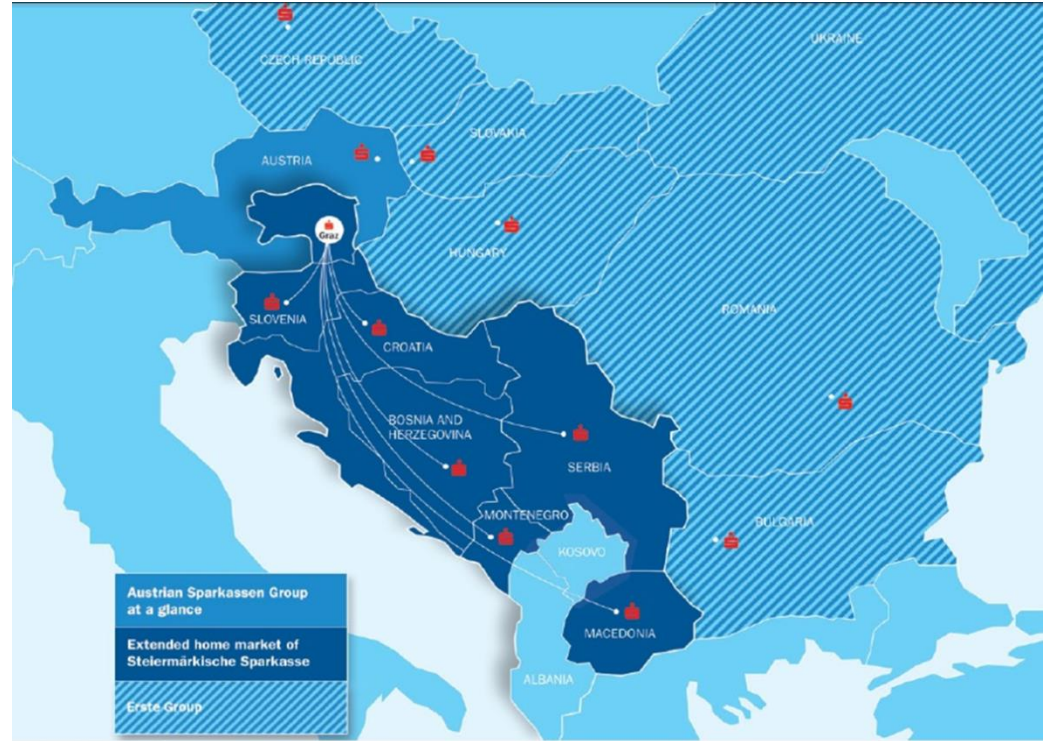 CZECH REPUBLIC
UKRAINE
SLOVAKIA
AUSTRIA
Graz
HUNGARY
ROMANIA
SLOVENIA
CROATIA
BOSNIA AND
HERZEGOVINA
SERBIA
MONTENEGRO
BULGARIA
KOSOVO
MACEDONIA
ALBANIA
Austrian Sparkassen Group
at a glance
Extended home market of
Steiermärkische Sparkasse
Erste Group